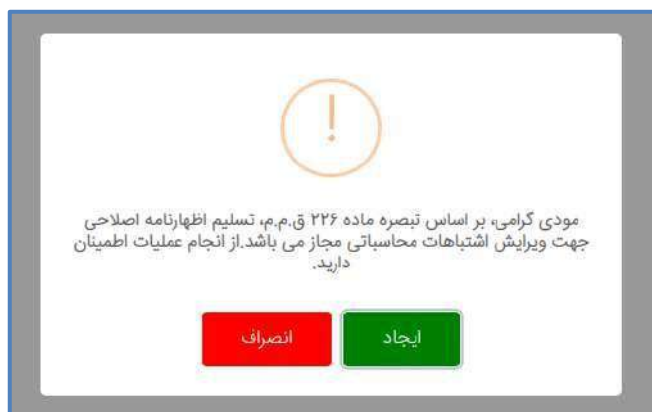 !
مودی گرامی، بر اساس تبصره ماده ۲۲۶ ق.م.م، تسلیم اظهارنامه اصلاحی
جهت ویرایش اشتباهات محاسباتی مجاز می باشد.از انجام عملیات اطمینان
دارید.
ایجاد
انصراف